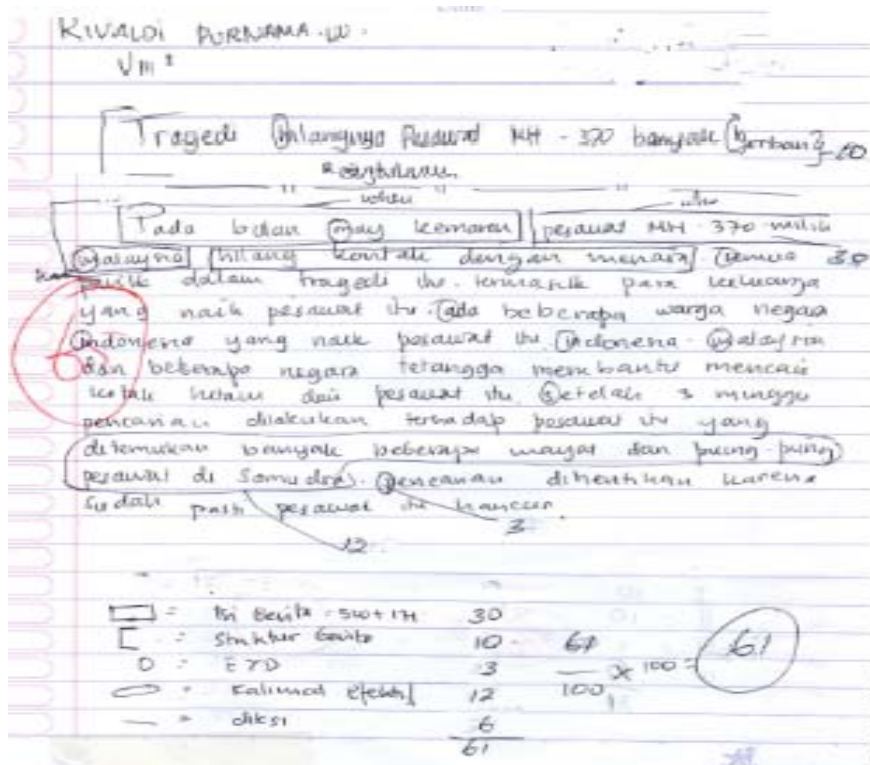 RIVALDI PURNAMA.W.
VIII
Tragedi hilangnya Pesawat MH - 370 banyak
10
when
Pada bulan may kemaren pesawat MH - 370 milik
malaysia hilang kontak dengan menara. Semua 30
panik dalam tragedi itu. termasuk para keluarga
yang naik pesawat itu. ada beberapa warga negara
indonesia yang naik pesawat itu. indonesia. malaysia
dan beberapa negara tetangga membantu mencari
kotak hitam dari pesawat itu. setelah 3 minggu
pencarian dilakukan terhadap pesawat itu yang
ditemukan banyak beberapa mayat dan puing-puing
pesawat di Samudra. pencarian dihentikan karena
sudah pasti pesawat itu hancur.
3
12
= Isi Berita = 5W+1H 30
= Struktur berita 10
= EYD 3
= Kalimat efektif 12
= diksi 6
61
61
100 x 100 =
61